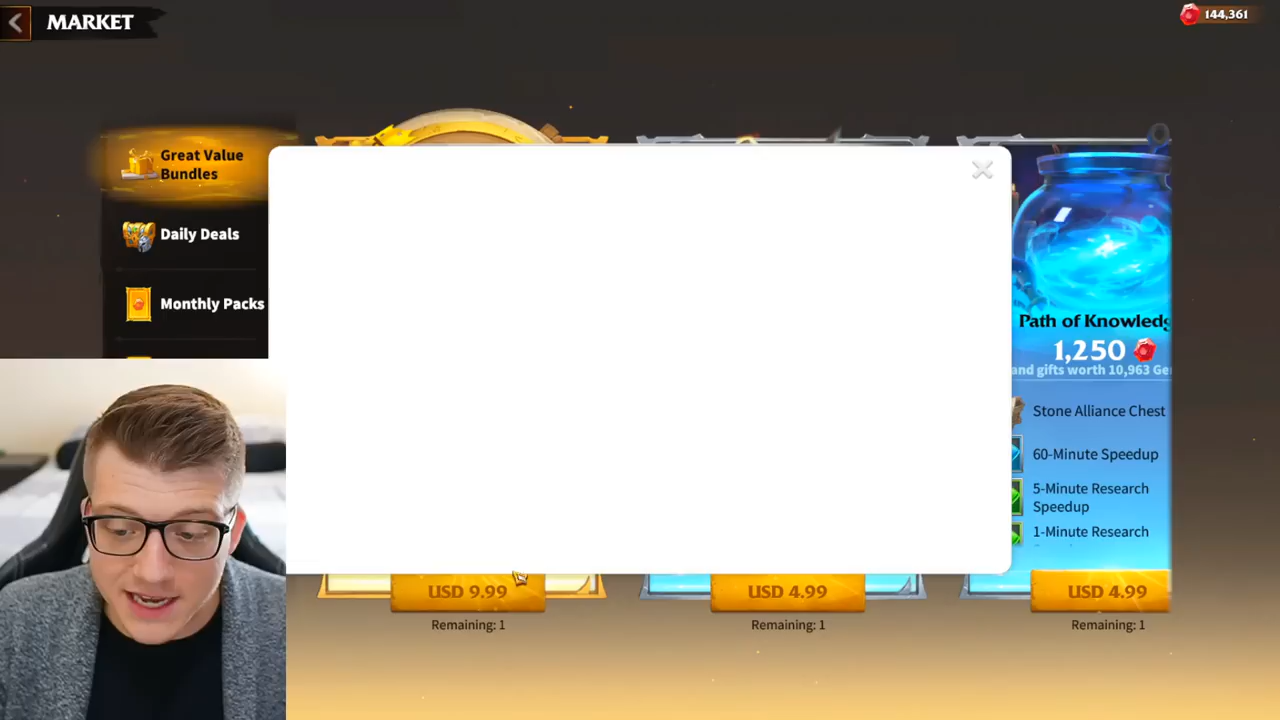 MARKET
144,361
Great Value
Bundles
Daily Deals
Monthly Packs
Path of Knowledg
1,250
and gifts worth 10,963 Ge
Stone Alliance Chest
60-Minute Speedup
5-Minute Research
Speedup
1-Minute Research
USD 9.99
USD 4.99
USD 4.99
Remaining: 1
Remaining: 1
Remaining: 1